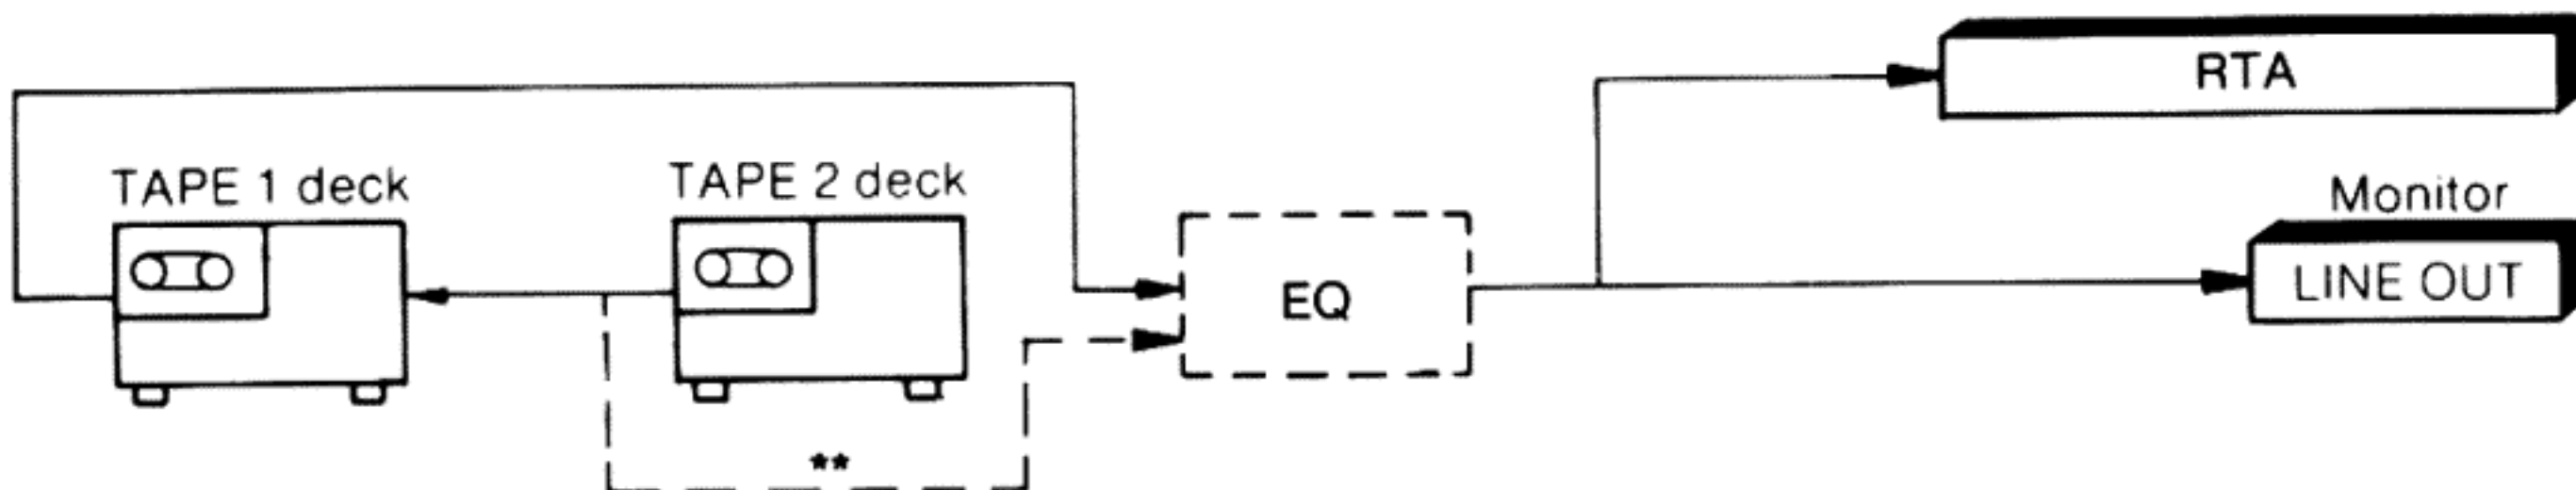 RTA
TAPE 1 deck
TAPE 2 deck
Monitor
EQ
LINE OUT
**